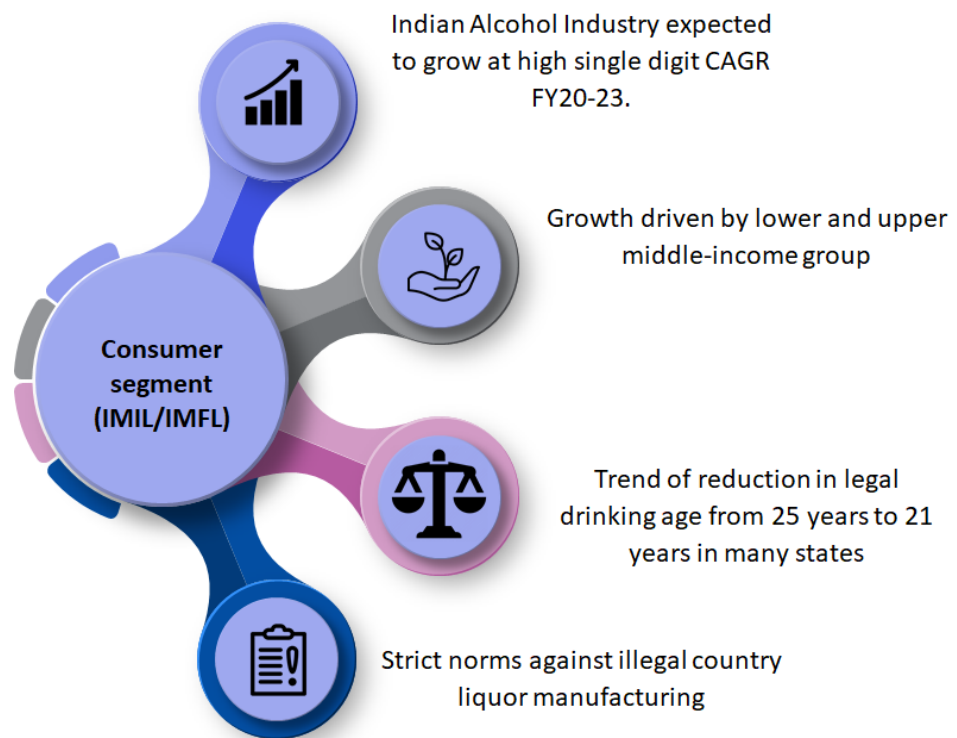 Indian Alcohol Industry expected
to grow at high single digit CAGR
FY20-23.
Growth driven by lower and upper
middle-income group
Consumer
segment
(IMIL/IMFL)
Trend of reduction in legal
drinking age from 25 years to 21
years in many states
Strict norms against illegal country
liquor manufacturing